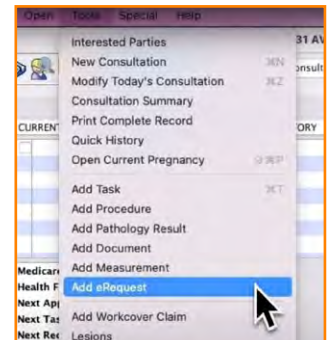 Open Tools Special Help
31 AV
Interested Parties
New Consultation ⌘N
onsult
Modify Today's Consultation ⌘Z
Consultation Summary
Print Complete Record
CURREN
ORY
Quick History
Open Current Pregnancy ⇧⌘P
Add Task ⌘T
Add Procedure
Add Pathology Result
Add Document
Medicare
Add Measurement
Health F
Add eRequest
Next App
Next Tas
Add Workcover Claim
Next Rec
Lesions